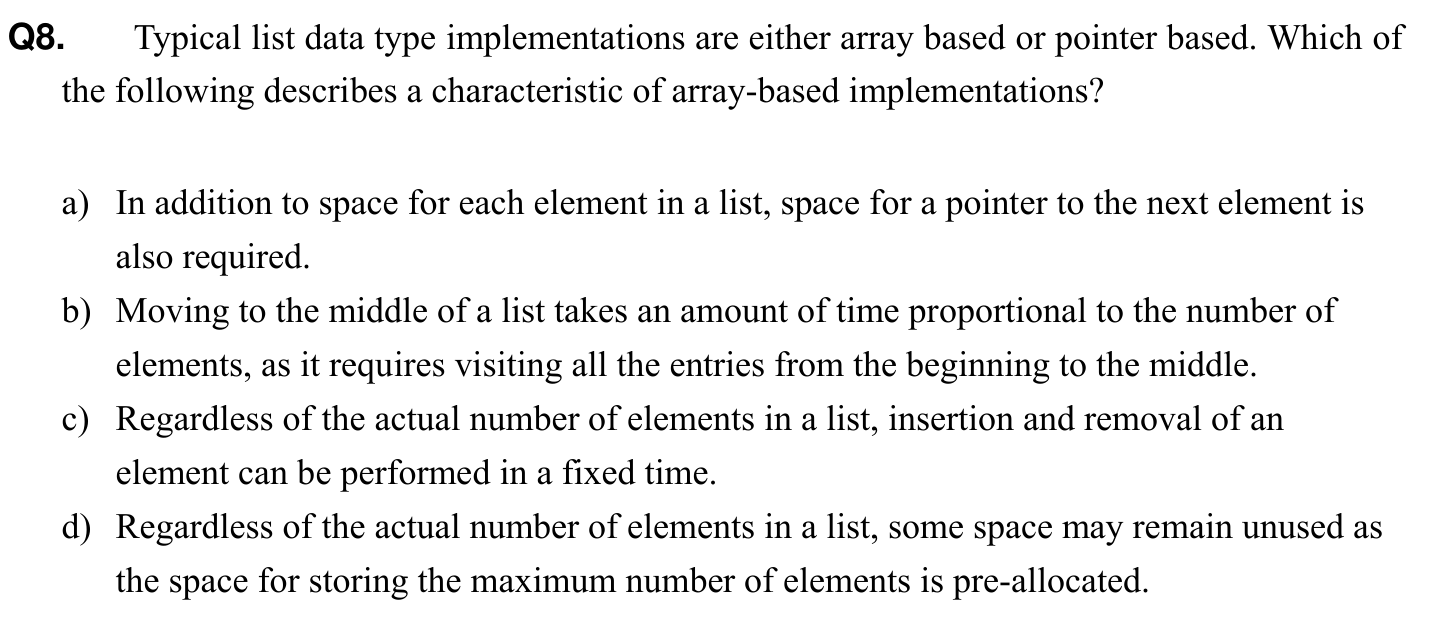 Q8. Typical list data type implementations are either array based or pointer based. Which of
the following describes a characteristic of array-based implementations?
a) In addition to space for each element in a list, space for a pointer to the next element is
also required.
b) Moving to the middle of a list takes an amount of time proportional to the number of
elements, as it requires visiting all the entries from the beginning to the middle.
c) Regardless of the actual number of elements in a list, insertion and removal of an
element can be performed in a fixed time.
d) Regardless of the actual number of elements in a list, some space may remain unused as
the space for storing the maximum number of elements is pre-allocated.